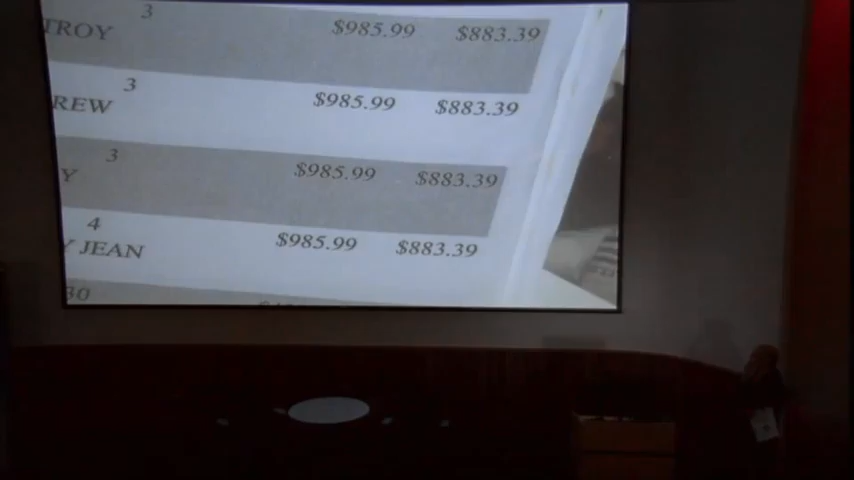 3
TROY $985.99 $883.39
3
REW $985.99 $883.39
3
Y $985.99 $883.39
4
Y JEAN $985.99 $883.39
30